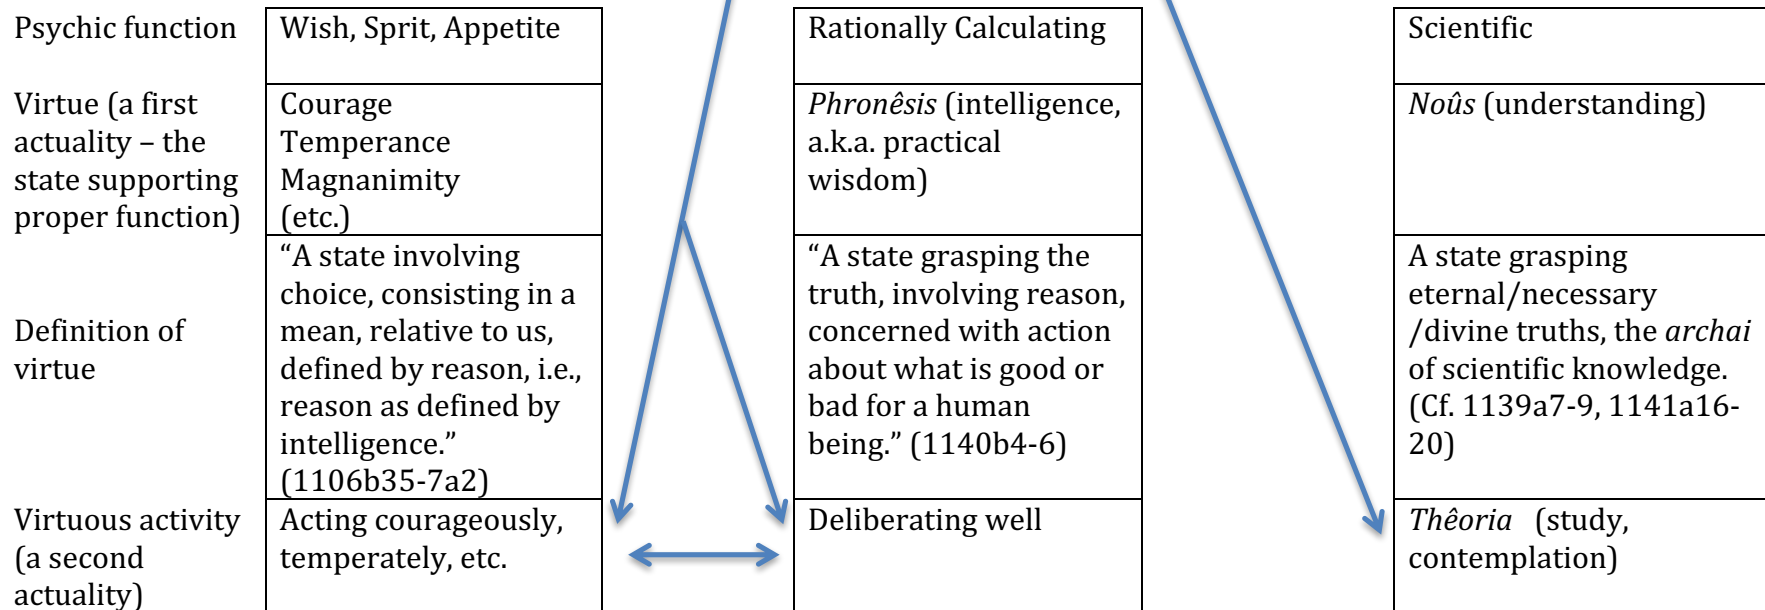 Psychic function
Wish, Sprit, Appetite
Rationally Calculating
Scientific
Virtue (a first
actuality – the
state supporting
proper function)
Courage
Temperance
Magnanimity
(etc.)
Phronêsis (intelligence,
a.k.a. practical
wisdom)
Noûs (understanding)
Definition of
virtue
“A state involving
choice, consisting in a
mean, relative to us,
defined by reason, i.e.,
reason as defined by
intelligence.”
(1106b35-7a2)
“A state grasping the
truth, involving reason,
concerned with action
about what is good or
bad for a human
being.” (1140b4-6)
A state grasping
eternal/necessary
/divine truths, the archai
of scientific knowledge.
(Cf. 1139a7-9, 1141a16-
20)
Virtuous activity
(a second
actuality)
Acting courageously,
temperately, etc.
Deliberating well
Thêoria (study,
contemplation)